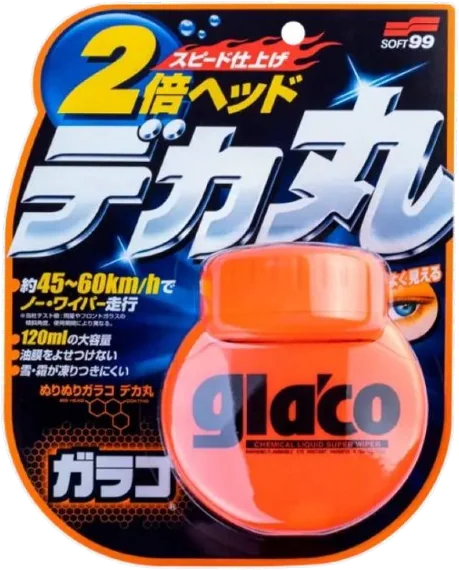 SOFT99
スピード仕上げ
2倍ヘッド
デカ丸
約45~60km/hで
ノー・ワイパー走行
よく見える
120mlの大容量
油膜をよせつけない
雪・霜が凍りつきにくい
ぬりぬりガラコ デカ丸
ガラコ
glaco
CHEMICAL LIQUID SUPER WIPER